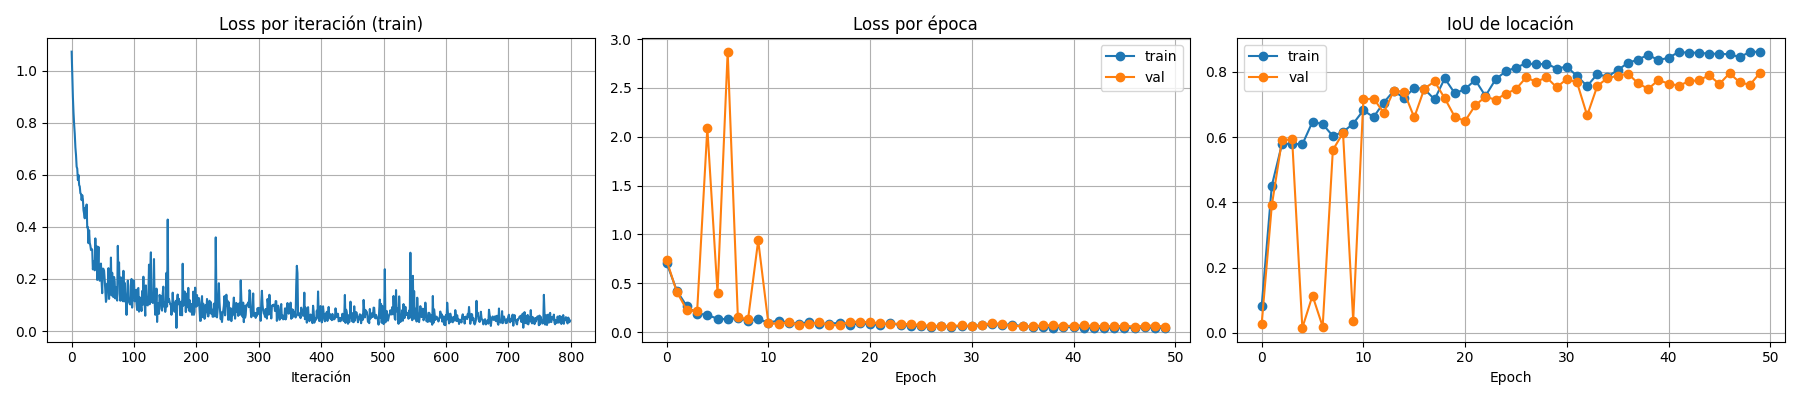 Loss por iteración (train)
1.0
0.8
0.6
0.4
0.2
0.0
0 100 200 300 400 500 600 700 800
Iteración
Loss por época
train
val
3.0
2.5
2.0
1.5
1.0
0.5
0.0
0 10 20 30 40 50
Epoch
IoU de locación
train
val
0.8
0.6
0.4
0.2
0.0
0 10 20 30 40 50
Epoch